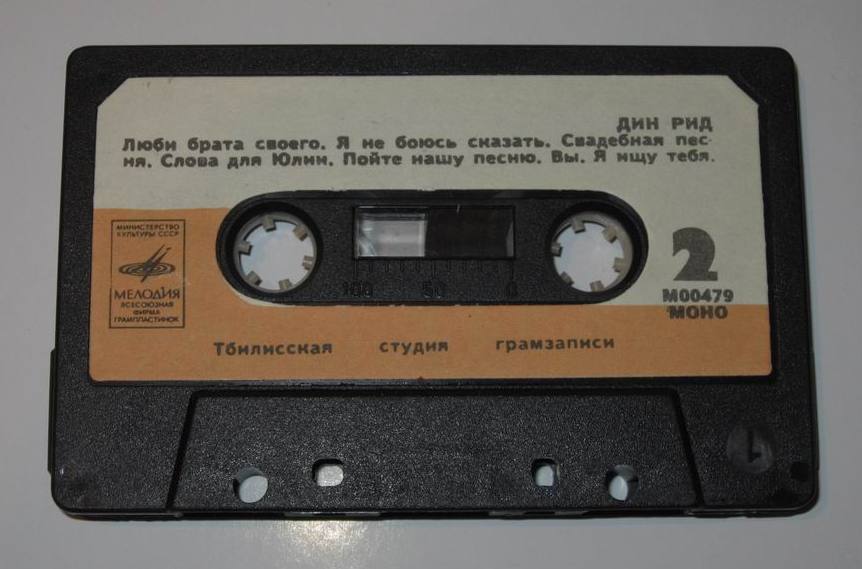 ДИН РИД
Люби брата своего. Я не боюсь сказать. Свадебная пес-
ня. Слова для Юлии. Пойте нашу песню. Вы. Я ищу тебя.
МИНИСТЕРСТВО
КУЛЬТУРЫ СССР
МЕЛОДИЯ
ВСЕСОЮЗНАЯ
ФИРМА
ГРАМПЛАСТИНОК
100 50 0
2
М00479
МОНО
Тбилисская студия грамзаписи
1